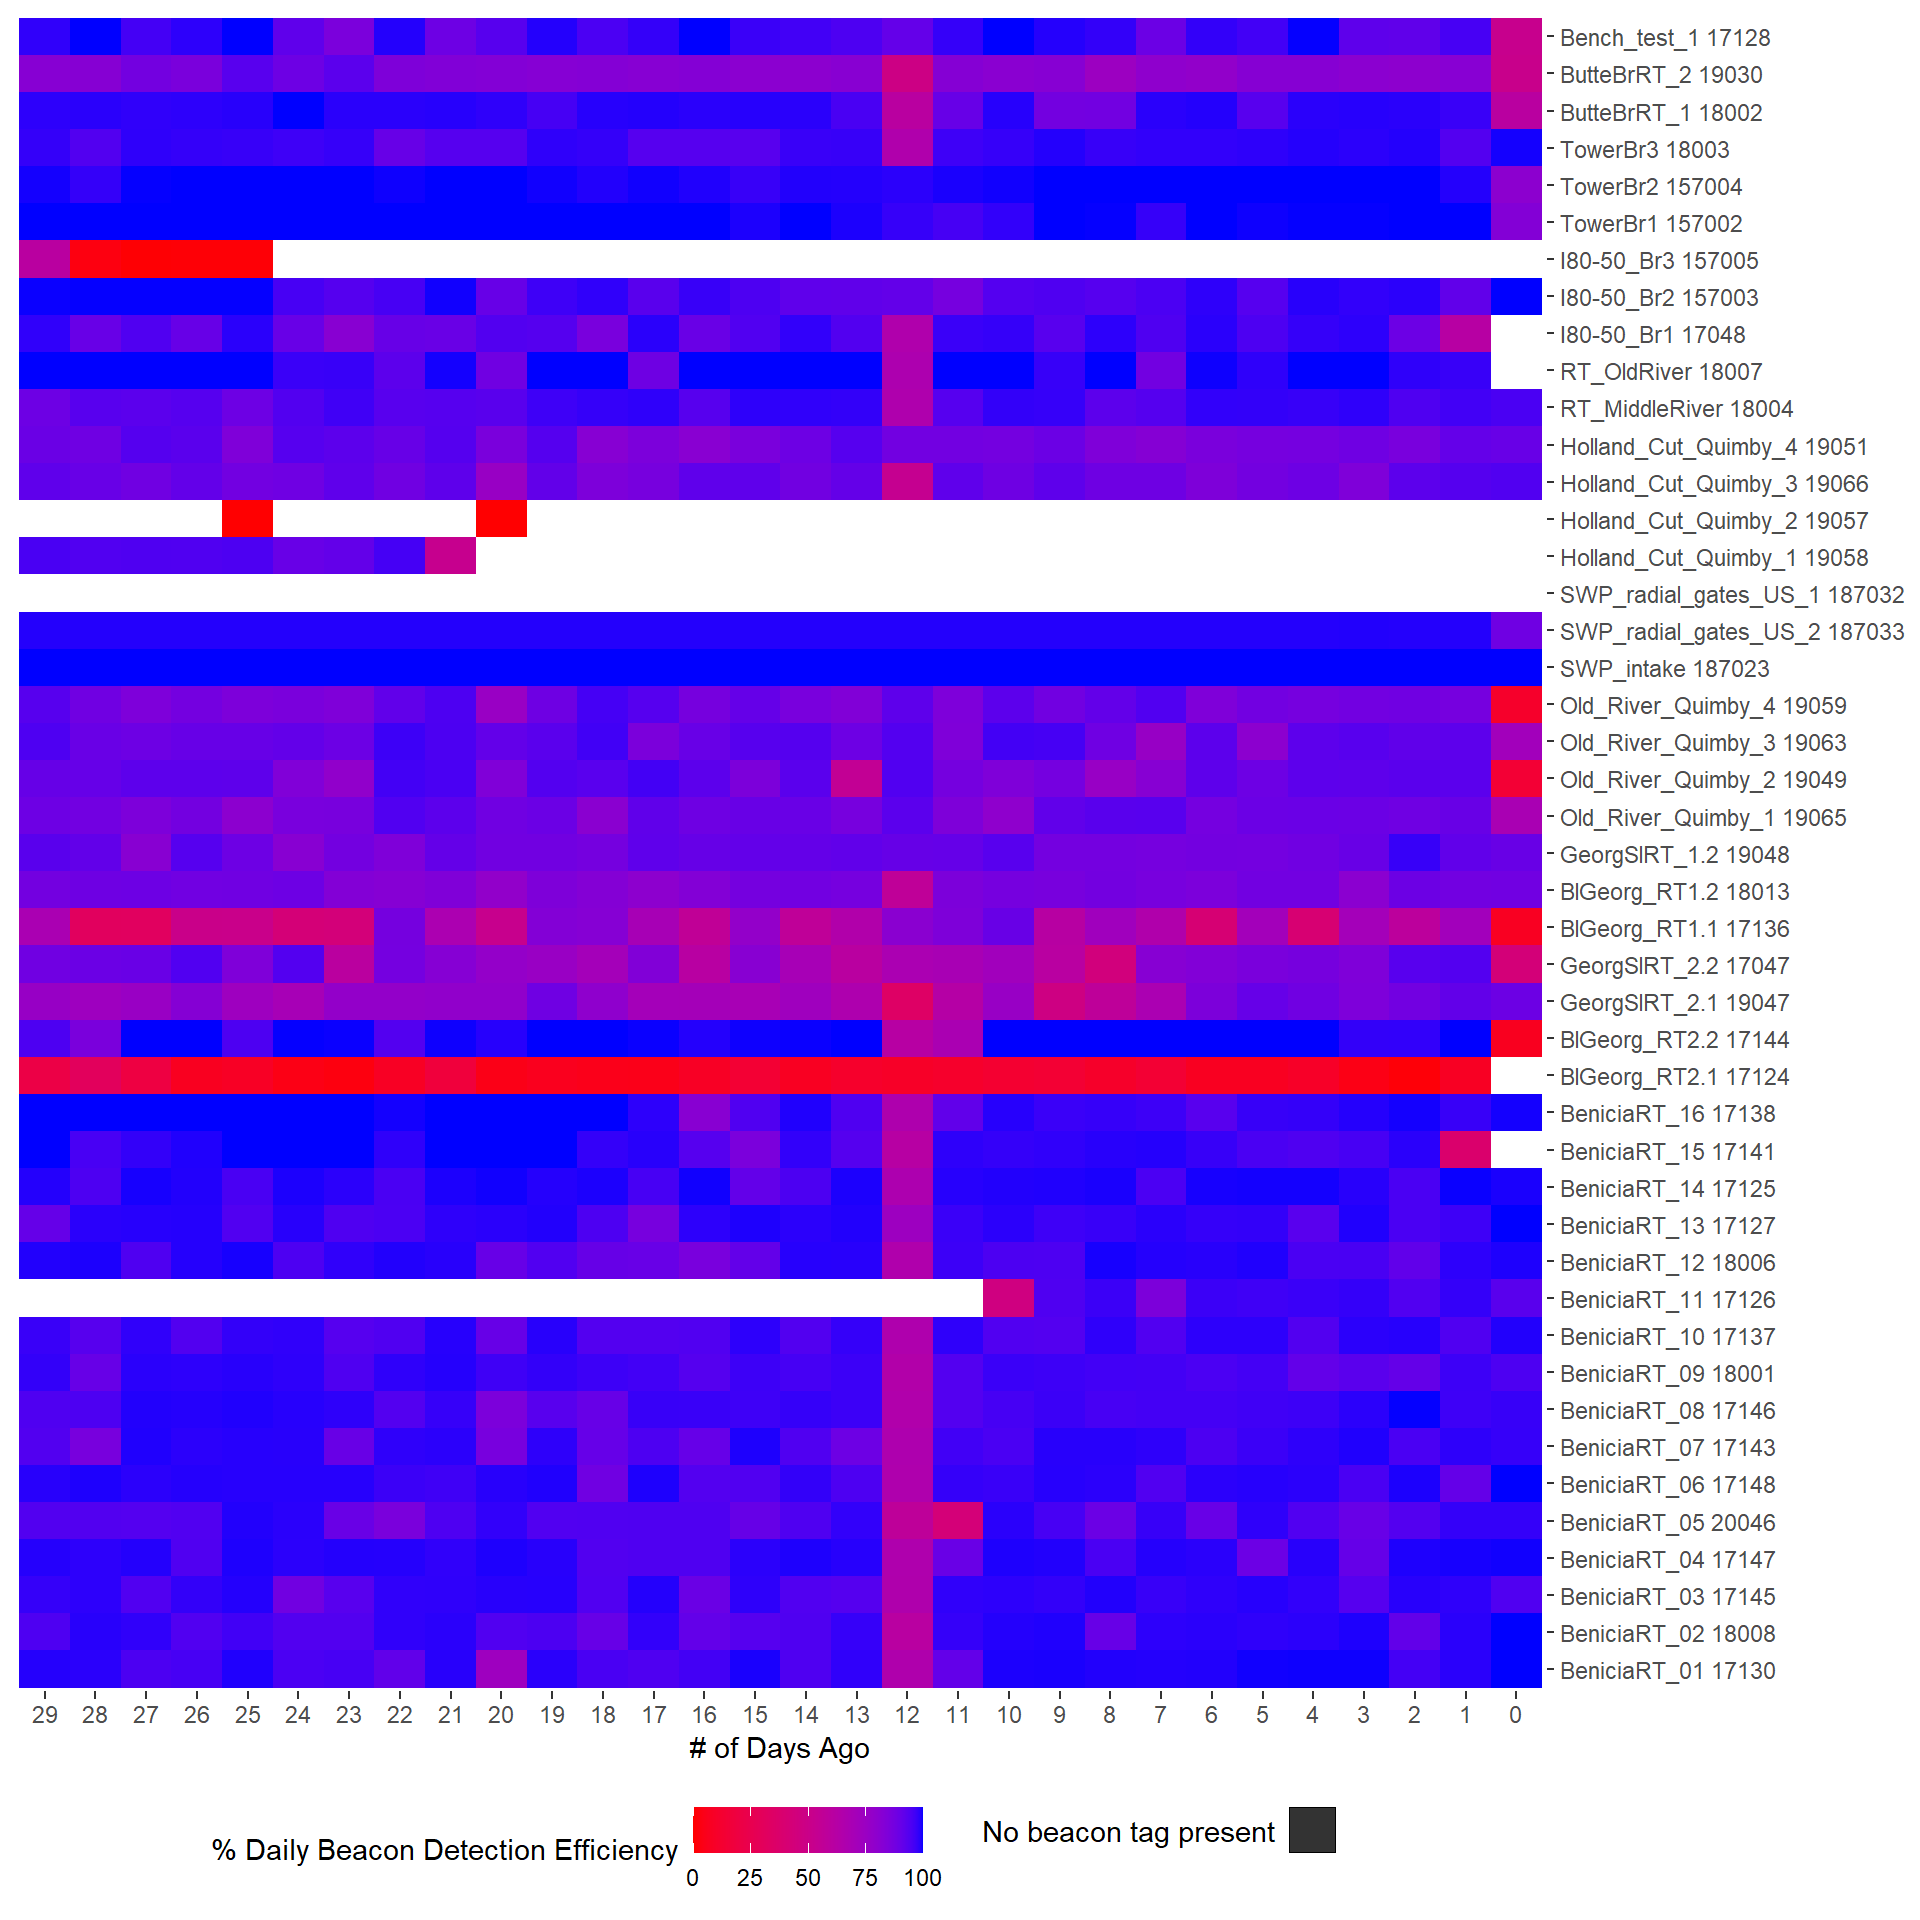 Bench_test_1 17128
ButteBrRT_2 19030
ButteBrRT_1 18002
TowerBr3 18003
TowerBr2 157004
TowerBr1 157002
I80-50_Br3 157005
I80-50_Br2 157003
I80-50_Br1 17048
RT_OldRiver 18007
RT_MiddleRiver 18004
Holland_Cut_Quimby_4 19051
Holland_Cut_Quimby_3 19066
Holland_Cut_Quimby_2 19057
Holland_Cut_Quimby_1 19058
SWP_radial_gates_US_1 187032
SWP_radial_gates_US_2 187033
SWP_intake 187023
Old_River_Quimby_4 19059
Old_River_Quimby_3 19063
Old_River_Quimby_2 19049
Old_River_Quimby_1 19065
GeorgSlRT_1.2 19048
BlGeorg_RT1.2 18013
BlGeorg_RT1.1 17136
GeorgSlRT_2.2 17047
GeorgSlRT_2.1 19047
BlGeorg_RT2.2 17144
BlGeorg_RT2.1 17124
BeniciaRT_16 17138
BeniciaRT_15 17141
BeniciaRT_14 17125
BeniciaRT_13 17127
BeniciaRT_12 18006
BeniciaRT_11 17126
BeniciaRT_10 17137
BeniciaRT_09 18001
BeniciaRT_08 17146
BeniciaRT_07 17143
BeniciaRT_06 17148
BeniciaRT_05 20046
BeniciaRT_04 17147
BeniciaRT_03 17145
BeniciaRT_02 18008
BeniciaRT_01 17130
29 28 27 26 25 24 23 22 21 20 19 18 17 16 15 14 13 12 11 10 9 8 7 6 5 4 3 2 1 0
# of Days Ago
% Daily Beacon Detection Efficiency
0 25 50 75 100
No beacon tag present